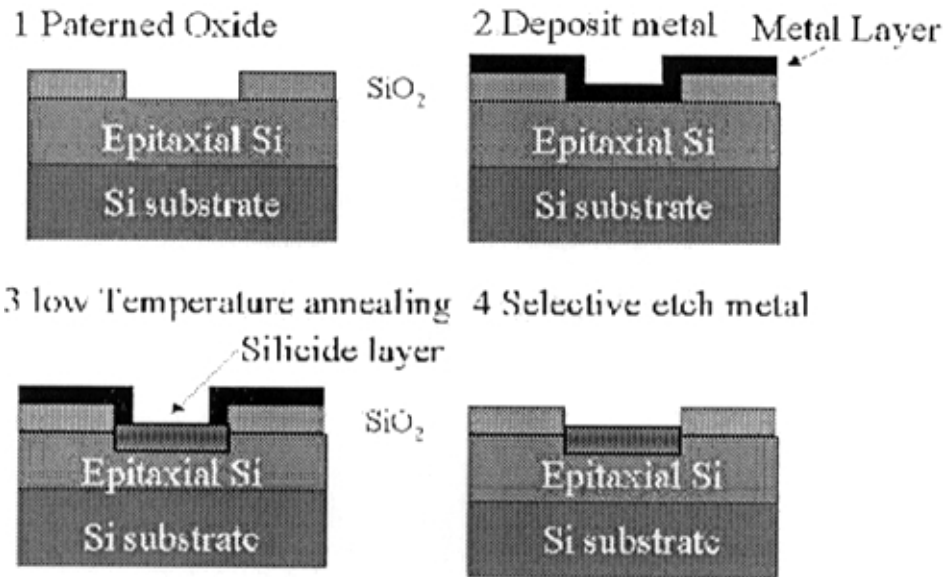 1 Paterned Oxide
2 Deposit metal
Metal Layer
SiO₂
Epitaxial Si
Si substrate
Epitaxial Si
Si substrate
3 low Temperature annealing
4 Selective etch metal
Silicide layer
SiO₂
Epitaxial Si
Si substrate
Epitaxial Si
Si substrate